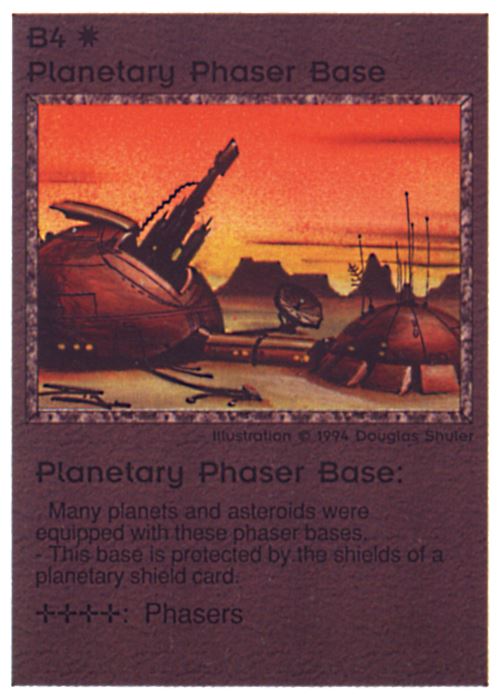 B4 ✷
Planetary Phaser Base
Illustration © 1994 Douglas Shuler
Planetary Phaser Base:
Many planets and asteroids were
equipped with these phaser bases.
- This base is protected by the shields of a
planetary shield card.
✛✛✛✛: Phasers